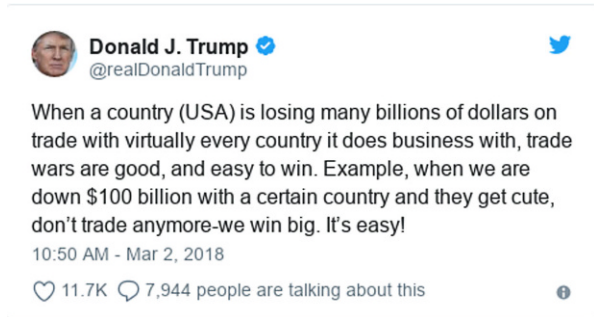 Donald J. Trump
@realDonaldTrump
When a country (USA) is losing many billions of dollars on
trade with virtually every country it does business with, trade
wars are good, and easy to win. Example, when we are
down $100 billion with a certain country and they get cute,
don’t trade anymore-we win big. It’s easy!
10:50 AM - Mar 2, 2018
11.7K 7,944 people are talking about this